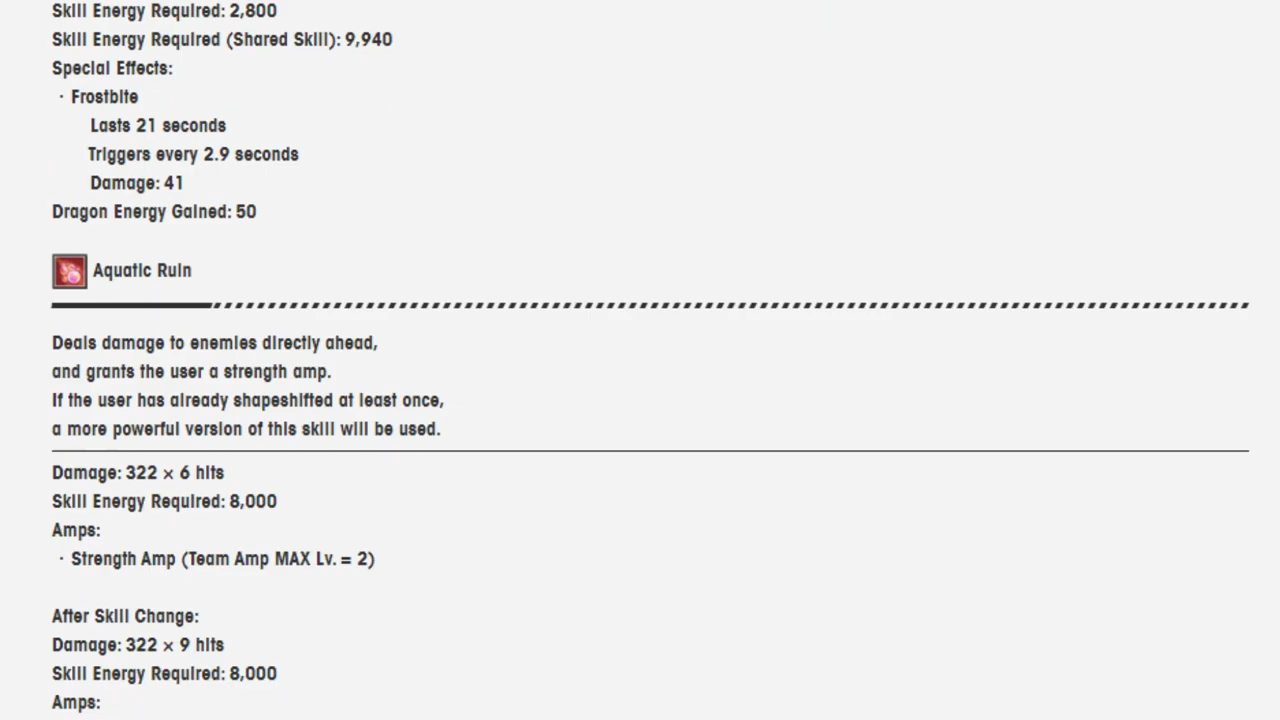 Skill Energy Required: 2,800
Skill Energy Required (Shared Skill): 9,940
Special Effects:
・Frostbite
Lasts 21 seconds
Triggers every 2.9 seconds
Damage: 41
Dragon Energy Gained: 50
Aquatic Ruin
Deals damage to enemies directly ahead,
and grants the user a strength amp.
If the user has already shapeshifted at least once,
a more powerful version of this skill will be used.
Damage: 322 × 6 hits
Skill Energy Required: 8,000
Amps:
・Strength Amp (Team Amp MAX Lv. = 2)
After Skill Change:
Damage: 322 × 9 hits
Skill Energy Required: 8,000
Amps: